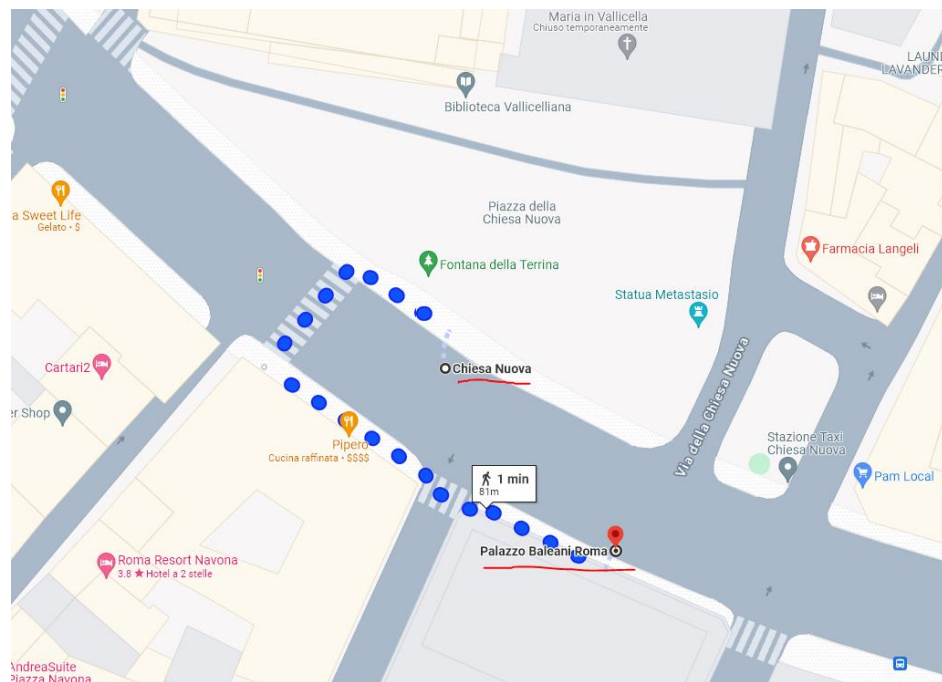 Maria in Vallicella
Chiuso temporaneamente
LAVANDER
Biblioteca Vallicelliana
a Sweet Life
Gelato • $
Piazza della
Chiesa Nuova
Farmacia Langeli
Fontana della Terrina
Statua Metastasio
Cartari2
Chiesa Nuova
Via della Chiesa Nuova
er Shop
Pipero
Cucina raffinata • $$$$
Stazione Taxi
Chiesa Nuova
1 min
81m
Pam Local
Palazzo Baleani Roma
Roma Resort Navona
3.8 ★ Hotel a 2 stelle
AndreaSuite
Piazza Navona